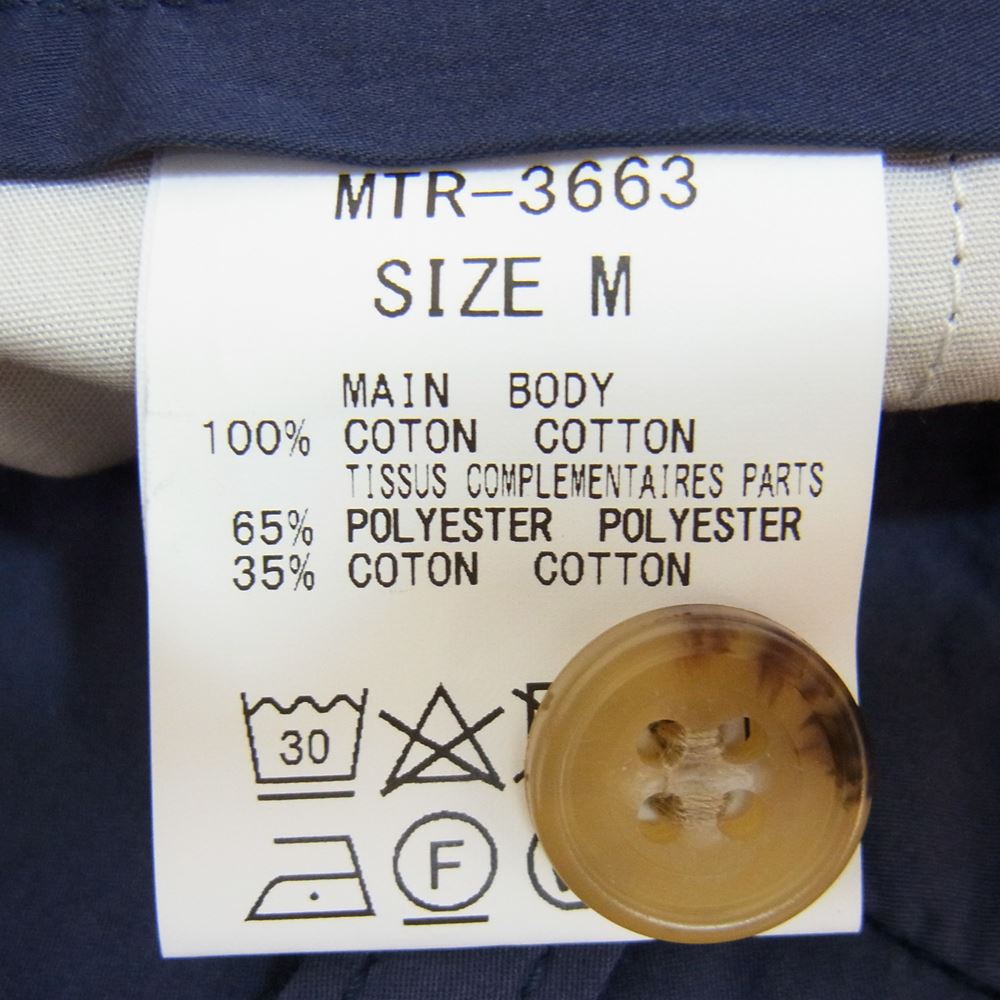 MTR-3663
SIZE M
MAIN BODY
100% COTON COTTON
TISSUS COMPLEMENTAIRES PARTS
65% POLYESTER POLYESTER
35% COTON COTTON
30
F